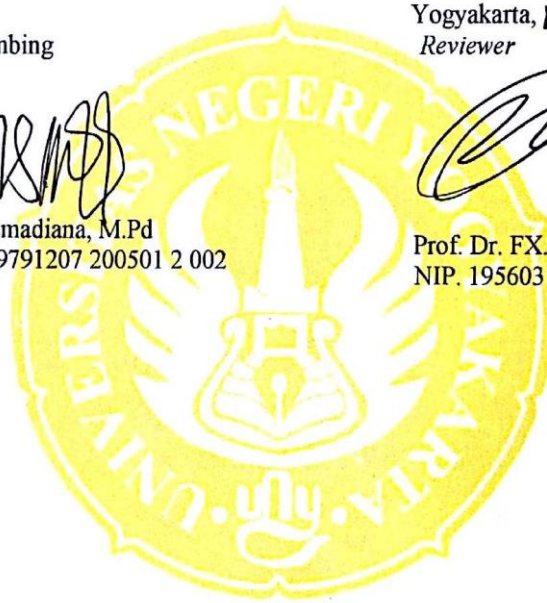 Yogyakarta,
mbing
Reviewer
madiana, M.Pd
9791207 200501 2 002
Prof. Dr. FX.
NIP. 195603
UNIVERSITAS NEGERI YOGYAKARTA
uny